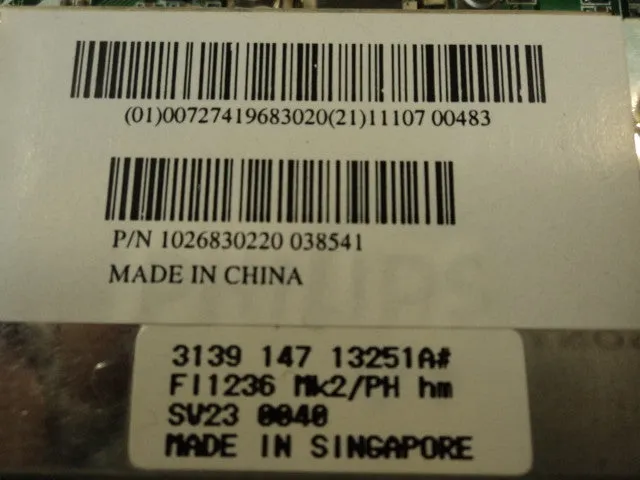 (01)00727419683020(21)11107 00483
P/N 1026830220 038541
MADE IN CHINA
3139 147 13251A#
FI1236 Mk2/PH hm
SV23 0040
MADE IN SINGAPORE